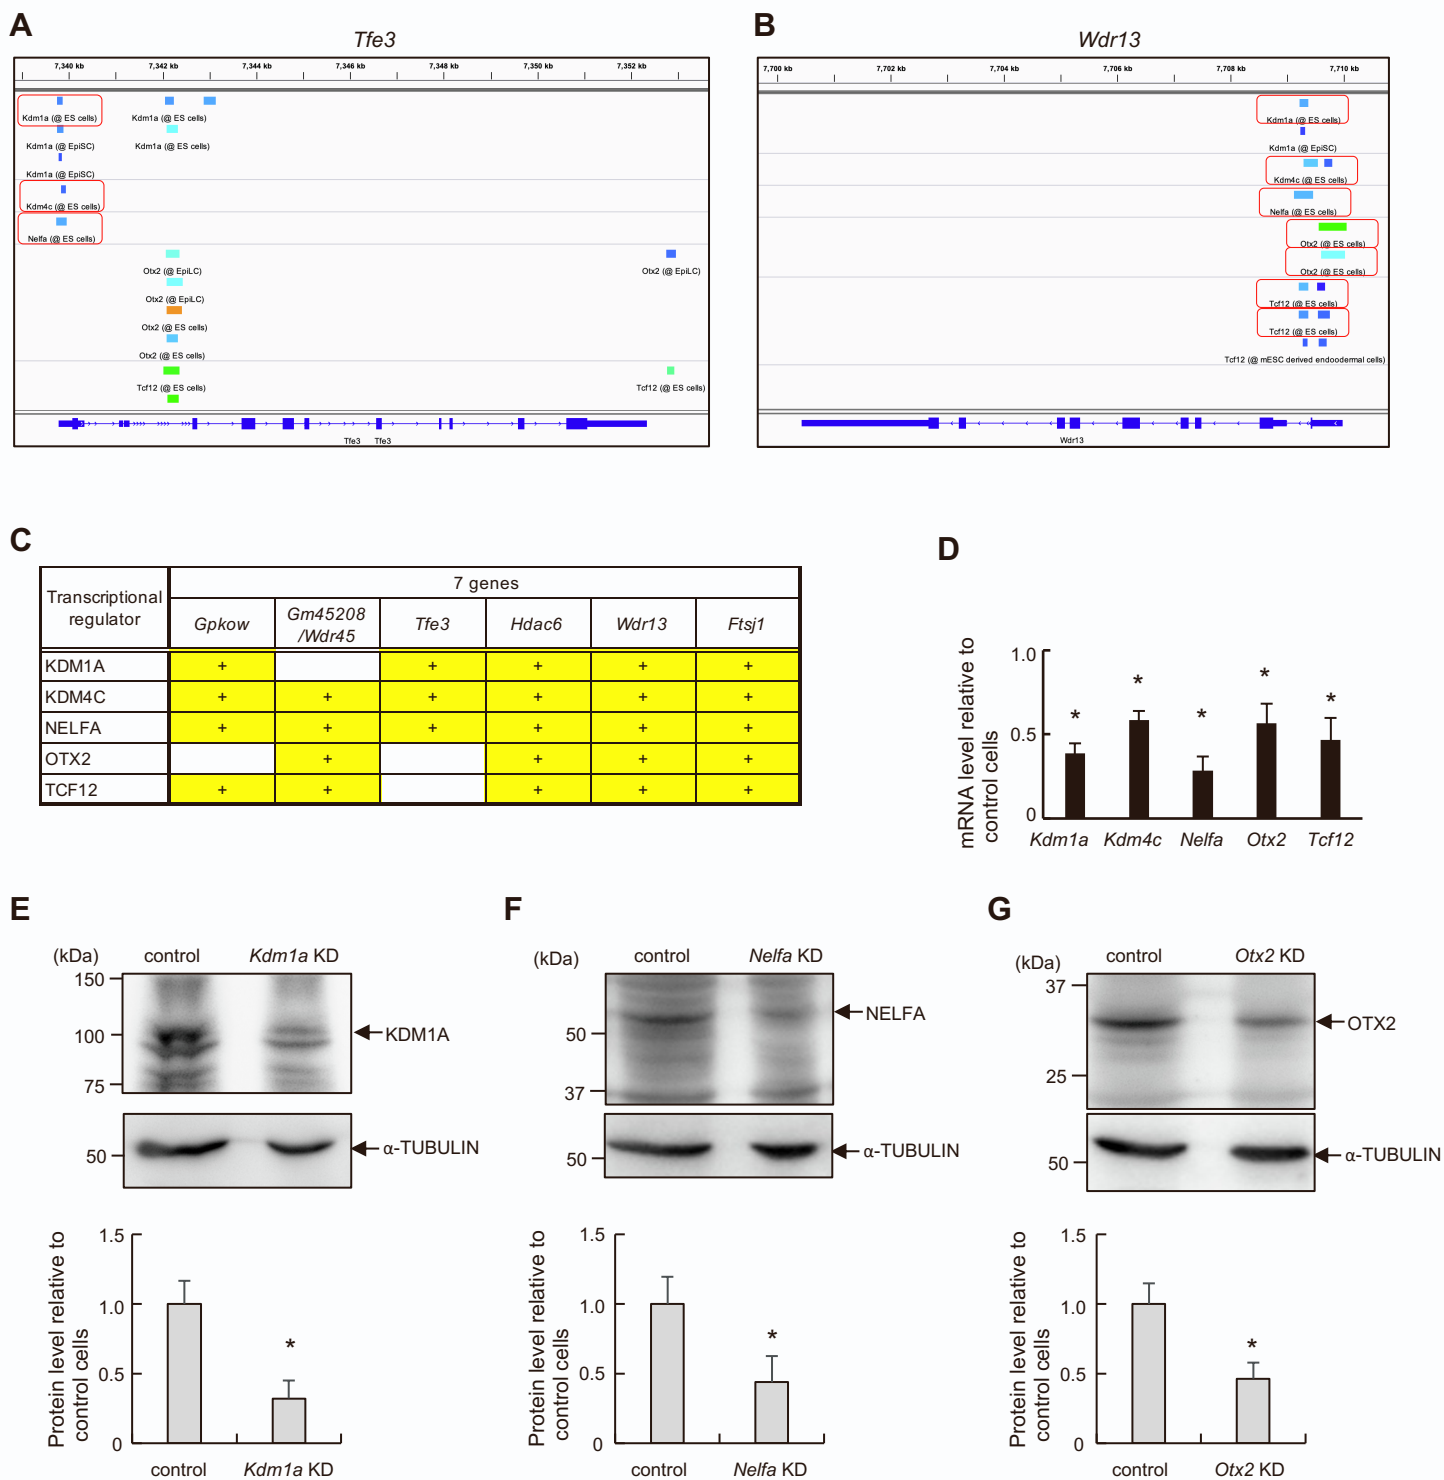 A
Tfe3
7,340 kb 7,342 kb 7,344 kb 7,346 kb 7,348 kb 7,350 kb 7,352 kb
Kdm1a (@ ES cells) Kdm1a (@ ES cells)
Kdm1a (@ EpiSC) Kdm1a (@ ES cells)
Kdm1a (@ EpiSC)
Kdm4c (@ ES cells)
Nelfa (@ ES cells)
Otx2 (@ EpiLC) Otx2 (@ EpiLC)
Otx2 (@ EpiLC)
Otx2 (@ ES cells)
Otx2 (@ ES cells)
Tcf12 (@ ES cells) Tcf12 (@ ES cells)
Tfe3 Tfe3
B
Wdr13
7,700 kb 7,702 kb 7,704 kb 7,706 kb 7,708 kb 7,710 kb
Kdm1a (@ ES cells)
Kdm1a (@ EpiSC)
Kdm4c (@ ES cells)
Nelfa (@ ES cells)
Otx2 (@ ES cells)
Otx2 (@ ES cells)
Tcf12 (@ ES cells)
Tcf12 (@ ES cells)
Tcf12 (@ mESC derived endoodermal cells)
Wdr13
C
Transcriptional regulator 7 genes
Gpkow Gm45208/Wdr45 Tfe3 Hdac6 Wdr13 Ftsj1
KDM1A + + + + +
KDM4C + + + + + +
NELFA + + + + + +
OTX2 + + + +
TCF12 + + + + +
D
mRNA level relative to
control cells
1.0
0.5
0
* * * * *
Kdm1a Kdm4c Nelfa Otx2 Tcf12
E
(kDa) control Kdm1a KD
150
100
75
KDM1A
50
α-TUBULIN
Protein level relative to
control cells
1.5
1.0
0.5
0
*
control Kdm1a KD
F
(kDa) control Nelfa KD
50
37
NELFA
50
α-TUBULIN
Protein level relative to
control cells
1.5
1.0
0.5
0
*
control Nelfa KD
G
(kDa) control Otx2 KD
37
25
OTX2
50
α-TUBULIN
Protein level relative to
control cells
1.5
1.0
0.5
0
*
control Otx2 KD